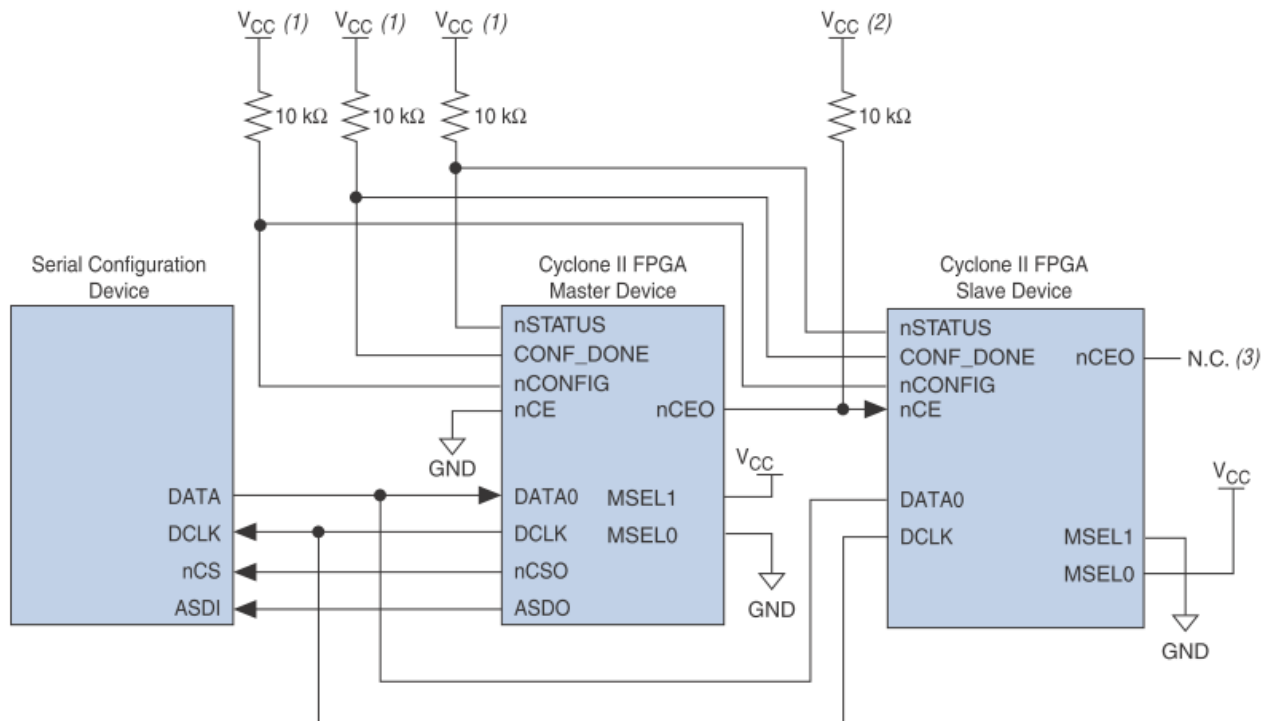 VCC (1)
VCC (1)
VCC (1)
VCC (2)
10 kΩ
10 kΩ
10 kΩ
10 kΩ
Serial Configuration
Device
DATA
DCLK
nCS
ASDI
Cyclone II FPGA
Master Device
nSTATUS
CONF_DONE
nCONFIG
nCE
nCEO
GND
DATA0
DCLK
nCSO
ASDO
MSEL1
MSEL0
VCC
GND
Cyclone II FPGA
Slave Device
nSTATUS
CONF_DONE
nCONFIG
nCE
nCEO
N.C. (3)
DATA0
DCLK
MSEL1
MSEL0
VCC
GND